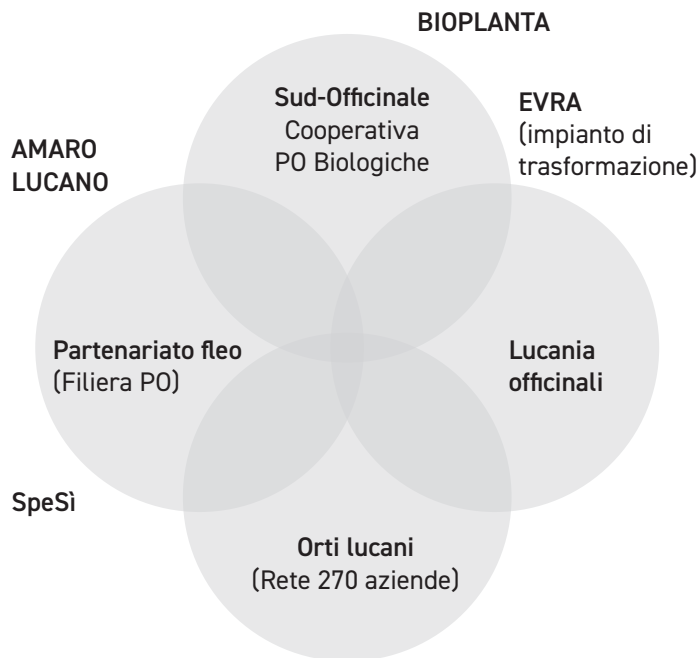 BIOPLANTA
Sud-Officinale
Cooperativa
PO Biologiche
EVRA
(impianto di
trasformazione)
AMARO
LUCANO
Partenariato fleo
(Filiera PO)
Lucania
officinali
SpeSì
Orti lucani
(Rete 270 aziende)